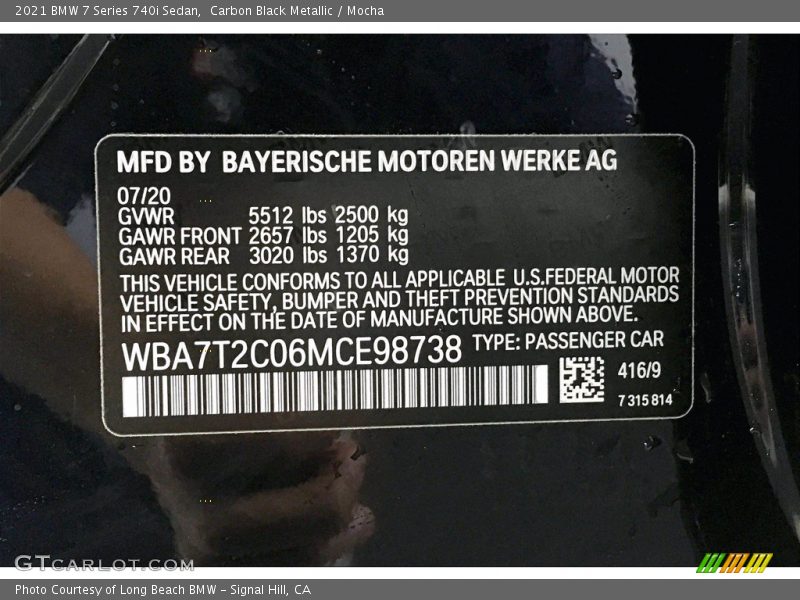 2021 BMW 7 Series 740i Sedan,  Carbon Black Metallic / Mocha
MFD BY BAYERISCHE MOTOREN WERKE AG
07/20
GVWR 5512 lbs 2500 kg
GAWR FRONT 2657 lbs 1205 kg
GAWR REAR 3020 lbs 1370 kg
THIS VEHICLE CONFORMS TO ALL APPLICABLE U.S.FEDERAL MOTOR
VEHICLE SAFETY, BUMPER AND THEFT PREVENTION STANDARDS
IN EFFECT ON THE DATE OF MANUFACTURE SHOWN ABOVE.
WBA7T2C06MCE98738 TYPE: PASSENGER CAR
416/9
7 315 814
GTCARLOT.COM
Photo Courtesy of Long Beach BMW - Signal Hill, CA